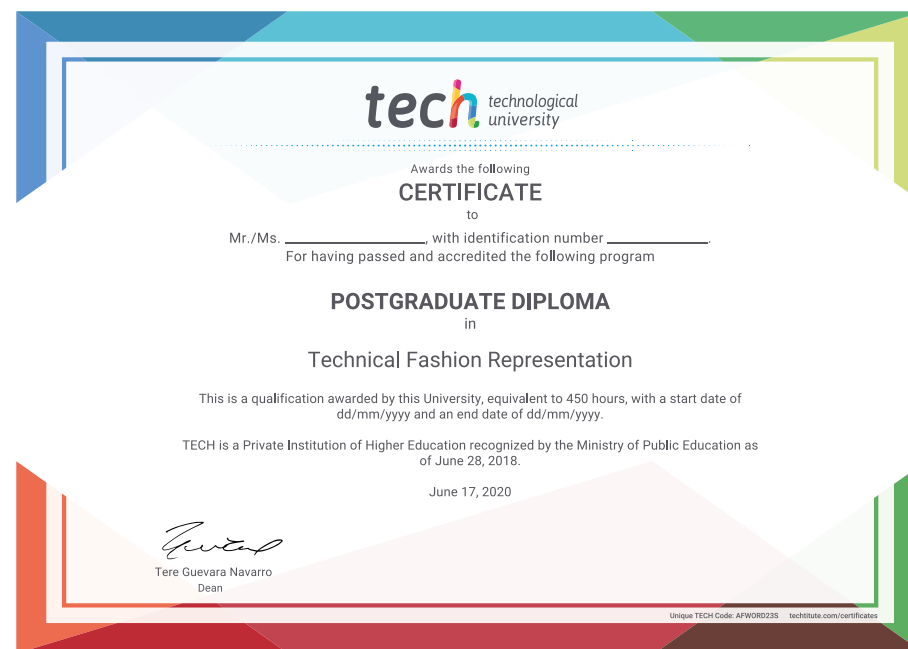 tech technological
university
Awards the following
CERTIFICATE
to
Mr./Ms. ____________________, with identification number ______________.
For having passed and accredited the following program
POSTGRADUATE DIPLOMA
in
Technical Fashion Representation
This is a qualification awarded by this University, equivalent to 450 hours, with a start date of
dd/mm/yyyy and an end date of dd/mm/yyyy.
TECH is a Private Institution of Higher Education recognized by the Ministry of Public Education as
of June 28, 2018.
June 17, 2020
Tere Guevara Navarro
Dean
Unique TECH Code: AFWORD23S techtitute.com/certificates